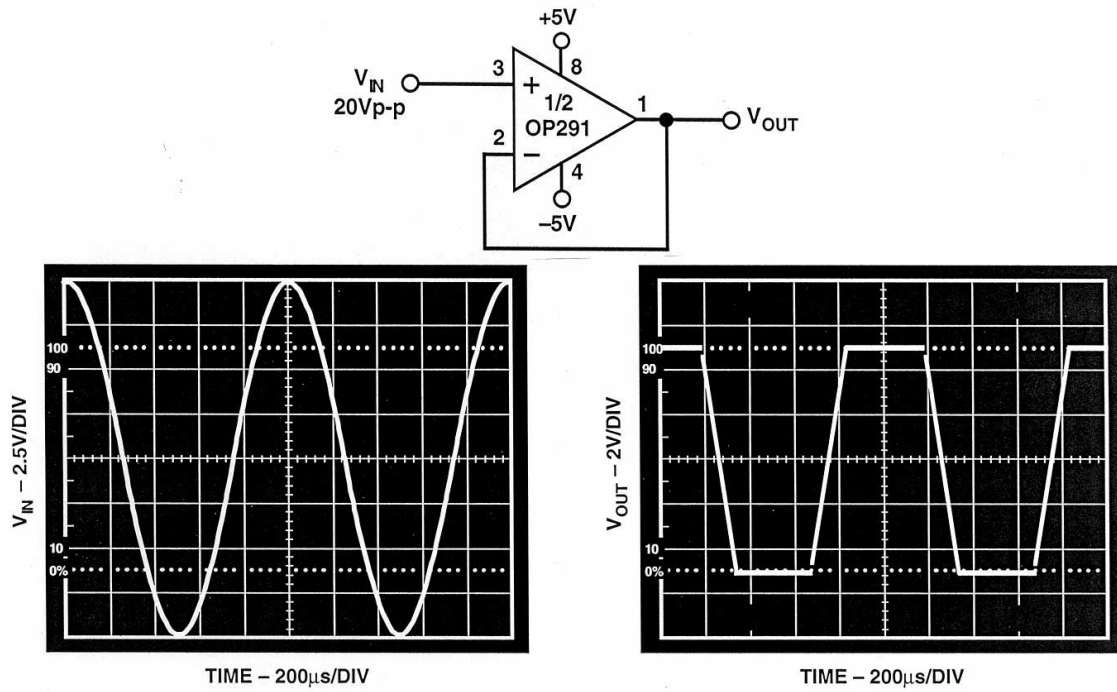 +5V
8
V_IN
20Vp-p
3
+
1/2
OP291
1
V_OUT
2
–
4
–5V
100
90
10
0%
V_IN – 2.5V/DIV
TIME – 200µs/DIV
100
90
10
0%
V_OUT – 2V/DIV
TIME – 200µs/DIV